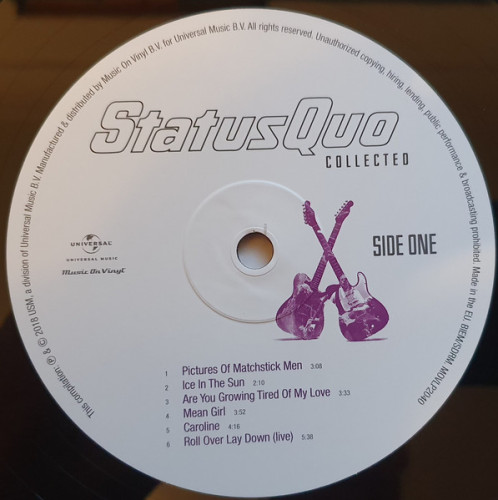 This compilation: ℗ & © 2018 USM, a division of Universal Music B.V. Manufactured & distributed by Music On Vinyl B.V. for Universal Music B.V. All rights reserved. Unauthorized copying, hiring, lending, public performance & broadcasting prohibited. Made in the EU. BIEM/SDRM. MOVLP2040
StatusQuo
COLLECTED
UNIVERSAL
UNIVERSAL MUSIC
Music On Vinyl
SIDE ONE
1 Pictures Of Matchstick Men 3:08
2 Ice In The Sun 2:10
3 Are You Growing Tired Of My Love 3:33
4 Mean Girl 3:52
5 Caroline 4:16
6 Roll Over Lay Down (live) 5:38